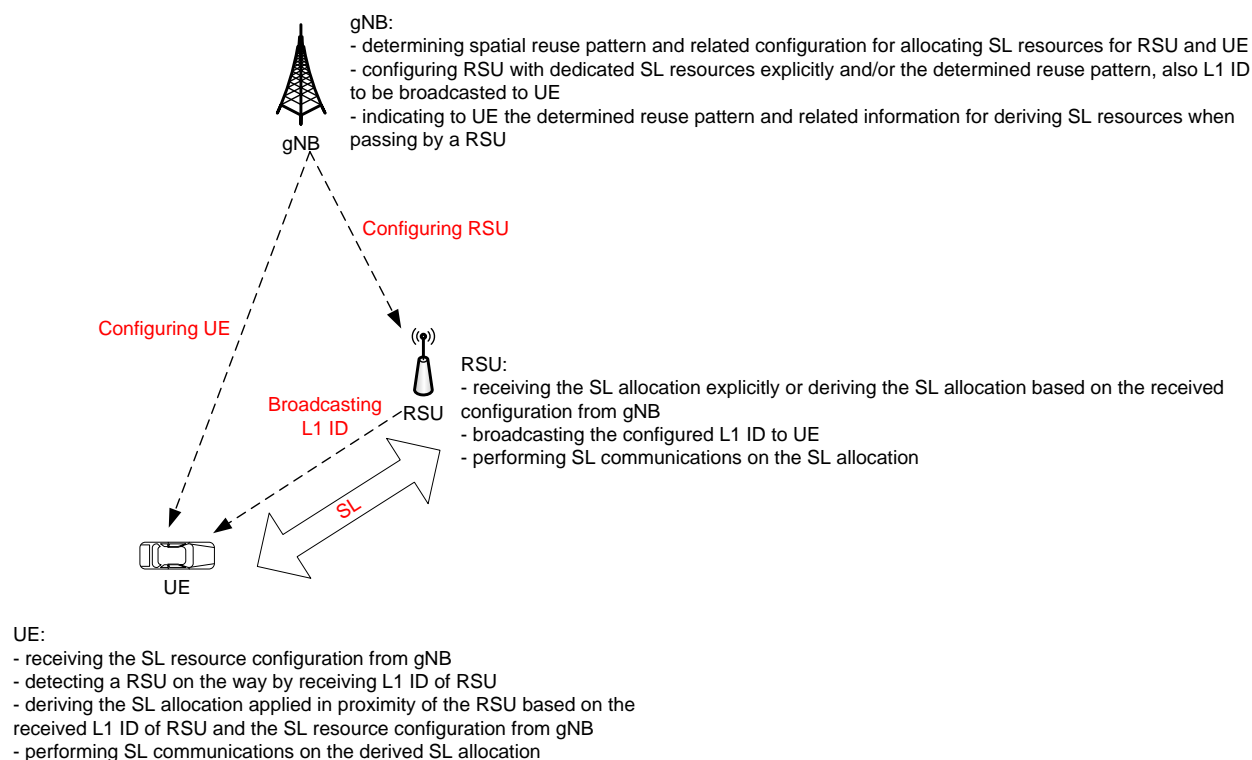 gNB:
- determining spatial reuse pattern and related configuration for allocating SL resources for RSU and UE
- configuring RSU with dedicated SL resources explicitly and/or the determined reuse pattern, also L1 ID
to be broadcasted to UE
- indicating to UE the determined reuse pattern and related information for deriving SL resources when
passing by a RSU
gNB
Configuring RSU
Configuring UE
RSU:
- receiving the SL allocation explicitly or deriving the SL allocation based on the received
configuration from gNB
- broadcasting the configured L1 ID to UE
- performing SL communications on the SL allocation
Broadcasting
L1 ID
RSU
SL
UE
UE:
- receiving the SL resource configuration from gNB
- detecting a RSU on the way by receiving L1 ID of RSU
- deriving the SL allocation applied in proximity of the RSU based on the
received L1 ID of RSU and the SL resource configuration from gNB
- performing SL communications on the derived SL allocation